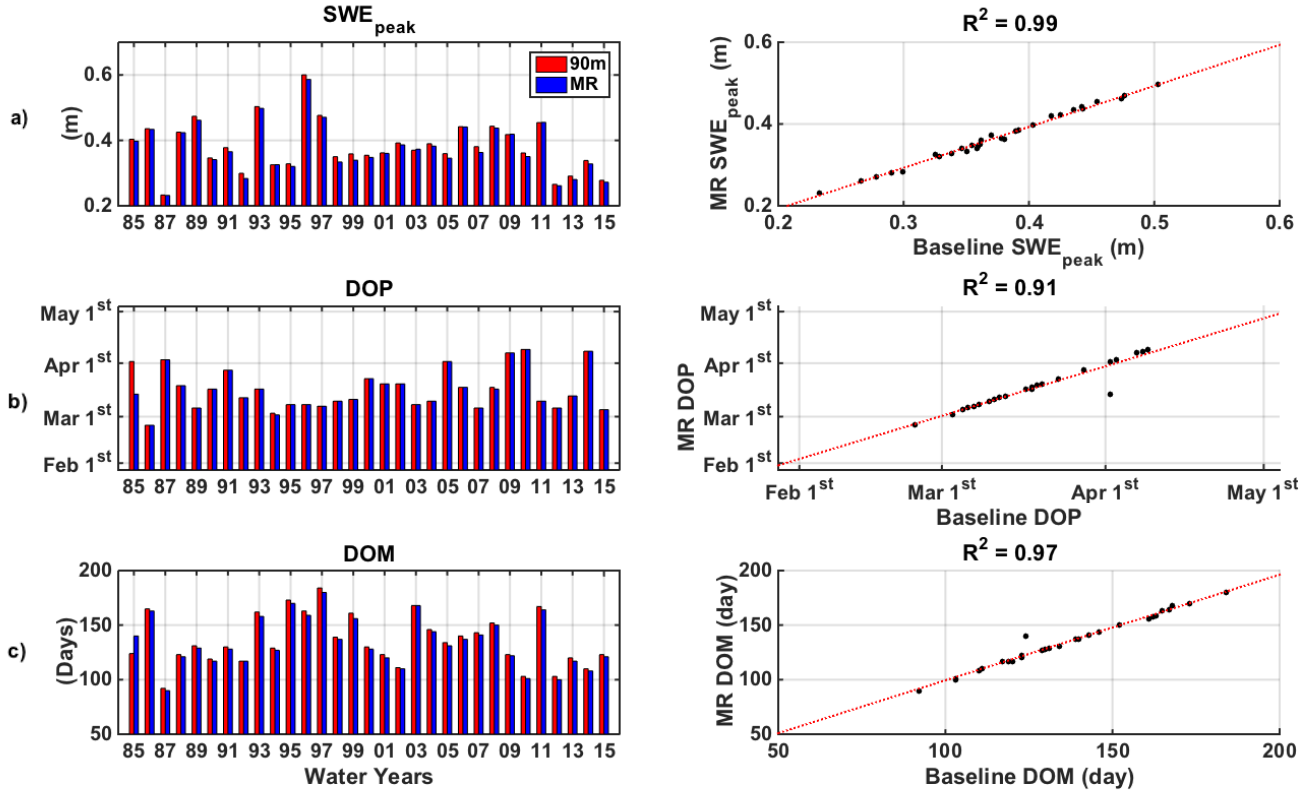 SWEpeak
R² = 0.99
a)
(m)
0.6
0.4
0.2
90m
MR
85 87 89 91 93 95 97 99 01 03 05 07 09 11 13 15
MR SWEpeak (m)
0.6
0.4
0.2
0.2 0.3 0.4 0.5 0.6
Baseline SWEpeak (m)
DOP
R² = 0.91
b)
May 1st
Apr 1st
Mar 1st
Feb 1st
85 87 89 91 93 95 97 99 01 03 05 07 09 11 13 15
MR DOP
May 1st
Apr 1st
Mar 1st
Feb 1st
Feb 1st Mar 1st Apr 1st May 1st
Baseline DOP
DOM
R² = 0.97
c)
(Days)
200
150
100
50
85 87 89 91 93 95 97 99 01 03 05 07 09 11 13 15
Water Years
MR DOM (day)
200
150
100
50
50 100 150 200
Baseline DOM (day)